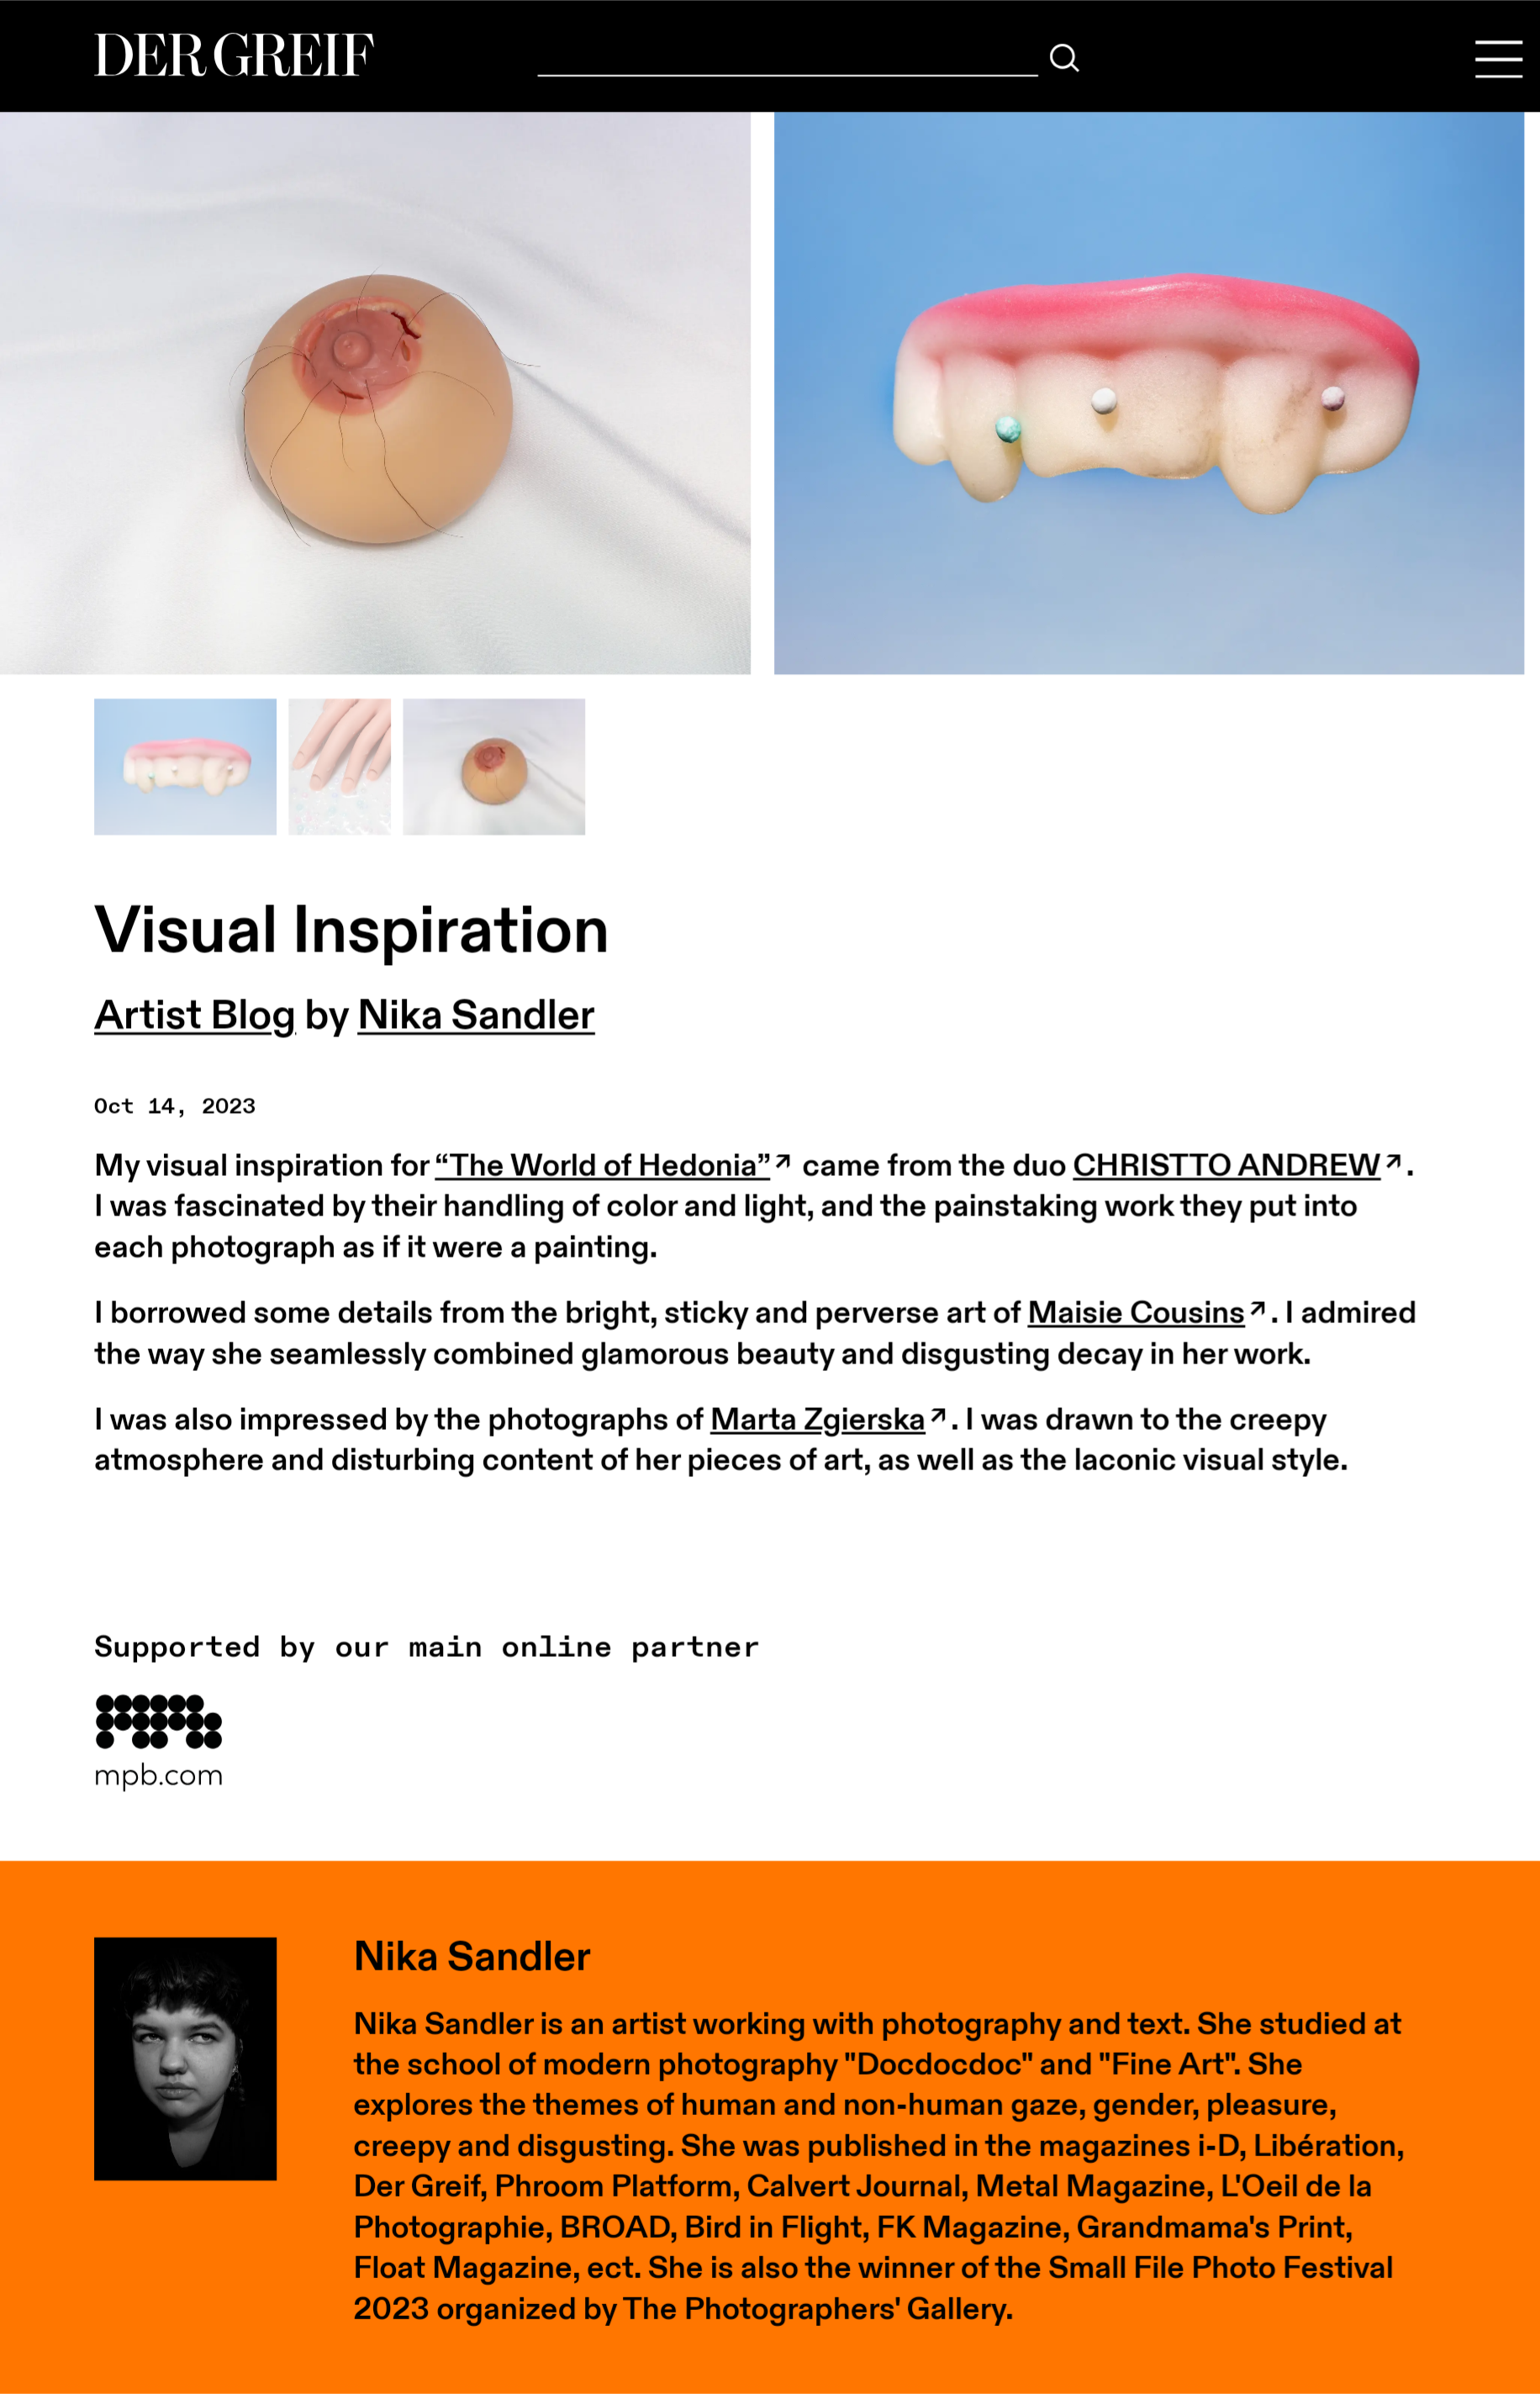 DER GREIF
Visual Inspiration
Artist Blog by Nika Sandler
Oct 14, 2023
My visual inspiration for “The World of Hedonia”↗ came from the duo CHRISTTO ANDREW↗.
I was fascinated by their handling of color and light, and the painstaking work they put into
each photograph as if it were a painting.
I borrowed some details from the bright, sticky and perverse art of Maisie Cousins↗. I admired
the way she seamlessly combined glamorous beauty and disgusting decay in her work.
I was also impressed by the photographs of Marta Zgierska↗. I was drawn to the creepy
atmosphere and disturbing content of her pieces of art, as well as the laconic visual style.
Supported by our main online partner
mpb.com
Nika Sandler
Nika Sandler is an artist working with photography and text. She studied at
the school of modern photography "Docdocdoc" and "Fine Art". She
explores the themes of human and non-human gaze, gender, pleasure,
creepy and disgusting. She was published in the magazines i-D, Libération,
Der Greif, Phroom Platform, Calvert Journal, Metal Magazine, L'Oeil de la
Photographie, BROAD, Bird in Flight, FK Magazine, Grandmama's Print,
Float Magazine, ect. She is also the winner of the Small File Photo Festival
2023 organized by The Photographers' Gallery.